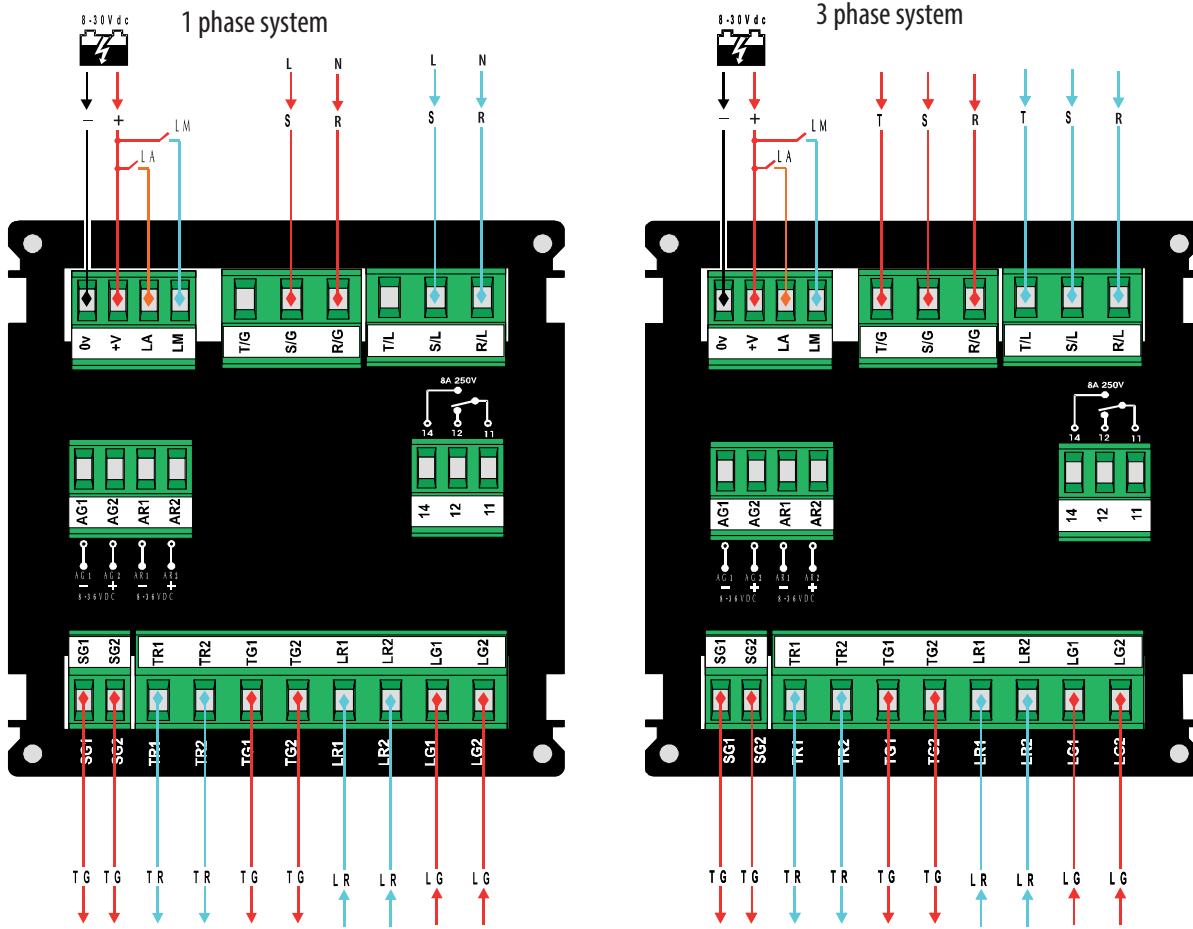 1 phase system
8-30Vdc
L N L N
S R S R
− +
LM
LA
0v +V LA LM
T/G S/G R/G
T/L S/L R/L
8A 250V
14 12 11
14 12 11
AG1 AG2 AR1 AR2
AG1 AG2 AR1 AR2
− + − +
8-36VDC 8-36VDC
SG1 SG2 TR1 TR2 TG1 TG2 LR1 LR2 LG1 LG2
SG1 SG2 TR1 TR2 TG1 TG2 LR1 LR2 LG1 LG2
TG TG TR TR TG TG LR LR LG LG
3 phase system
8-30Vdc
− +
T S R T S R
LM
LA
0v +V LA LM
T/G S/G R/G
T/L S/L R/L
8A 250V
14 12 11
14 12 11
AG1 AG2 AR1 AR2
AG1 AG2 AR1 AR2
− + − +
8-36VDC 8-36VDC
SG1 SG2 TR1 TR2 TG1 TG2 LR1 LR2 LG1 LG2
SG1 SG2 TR1 TR2 TG1 TG2 LR1 LR2 LG1 LG2
TG TG TR TR TG TG LR LR LG LG